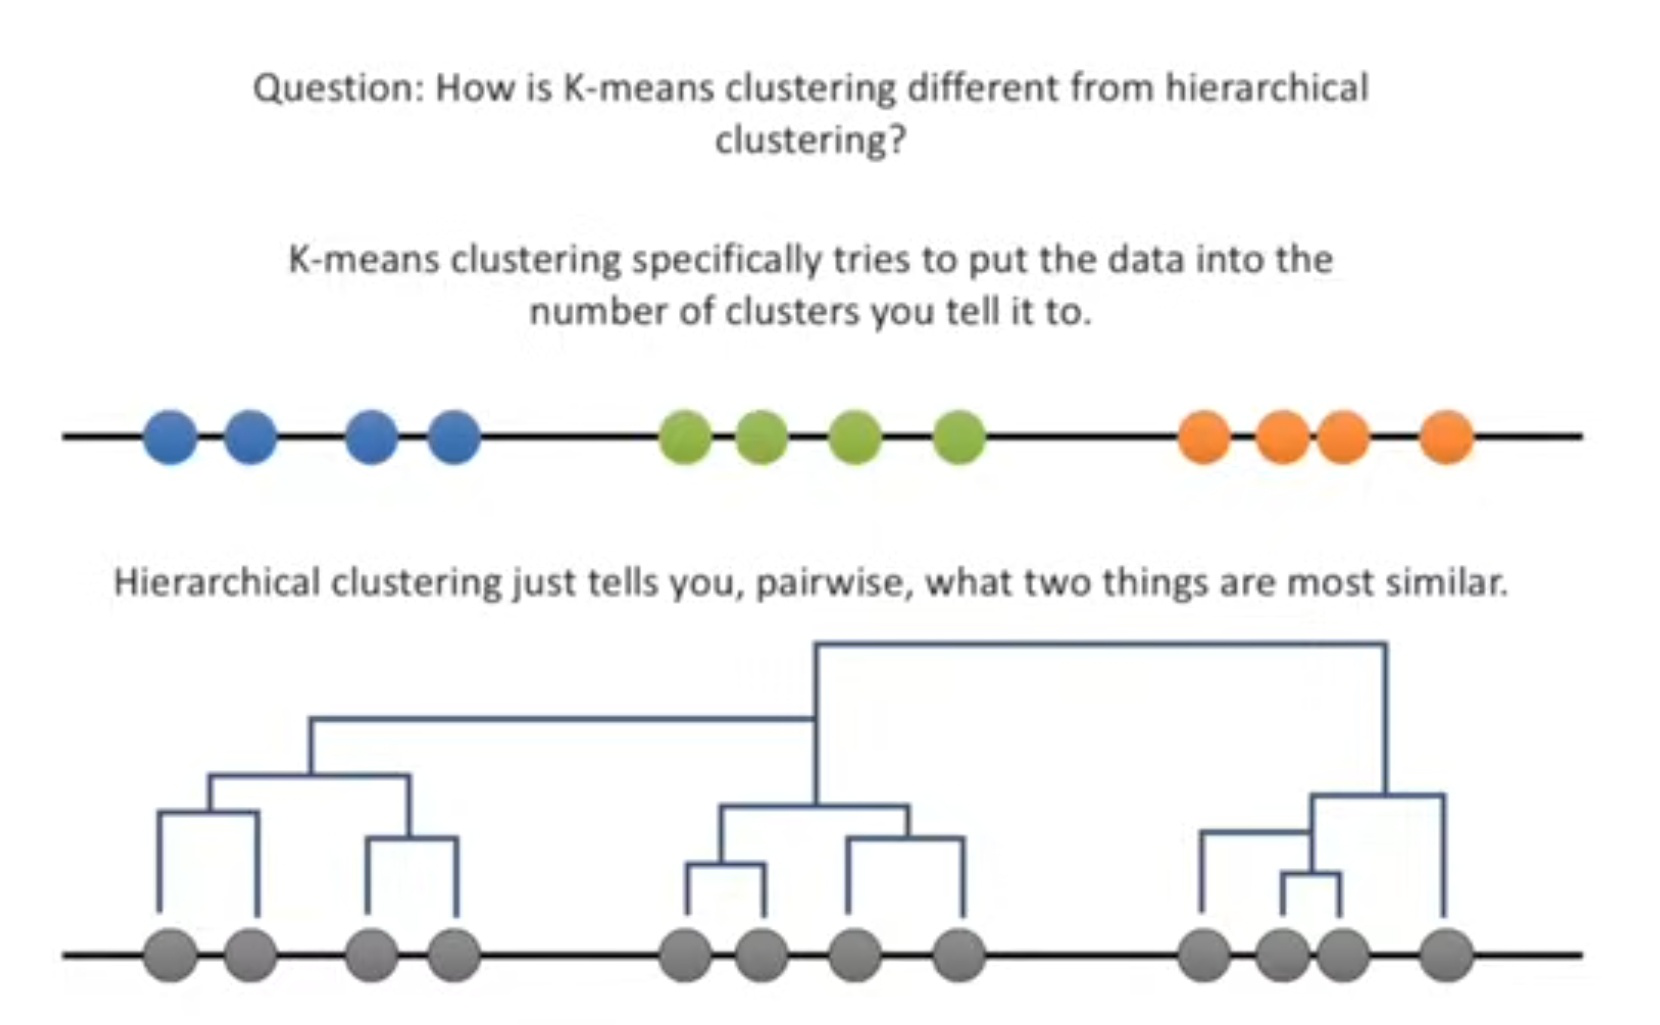 Question: How is K-means clustering different from hierarchical
clustering?
K-means clustering specifically tries to put the data into the
number of clusters you tell it to.
Hierarchical clustering just tells you, pairwise, what two things are most similar.